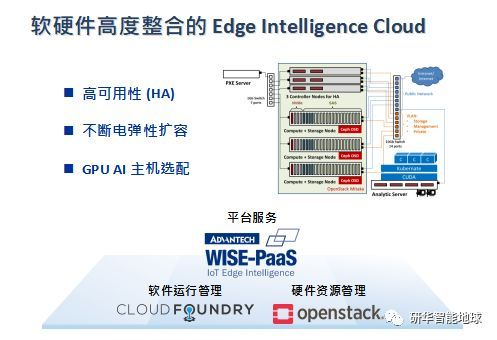 软硬件高度整合的 Edge Intelligence Cloud
高可用性 (HA)
不断电弹性扩容
GPU AI 主机选配
PXE Server
1Gb Switch
7 ports
3 Controller Nodes for HA
NVMe
SAS
Compute + Storage Node
Ceph OSD
Compute + Storage Node
Ceph OSD
Compute + Storage Node
Ceph OSD
OpenStack Mitaka
Intranet/
Internet
Public Network
VLAN
Storage
Management
Private
10Gb Switch
24 ports
C C C
Kubernate
CUDA
Analytic Server
平台服务
ADVANTECH
WISE-PaaS
IoT Edge Intelligence
软件运行管理
硬件资源管理
CLOUD FOUNDRY
openstack
研华智能地球